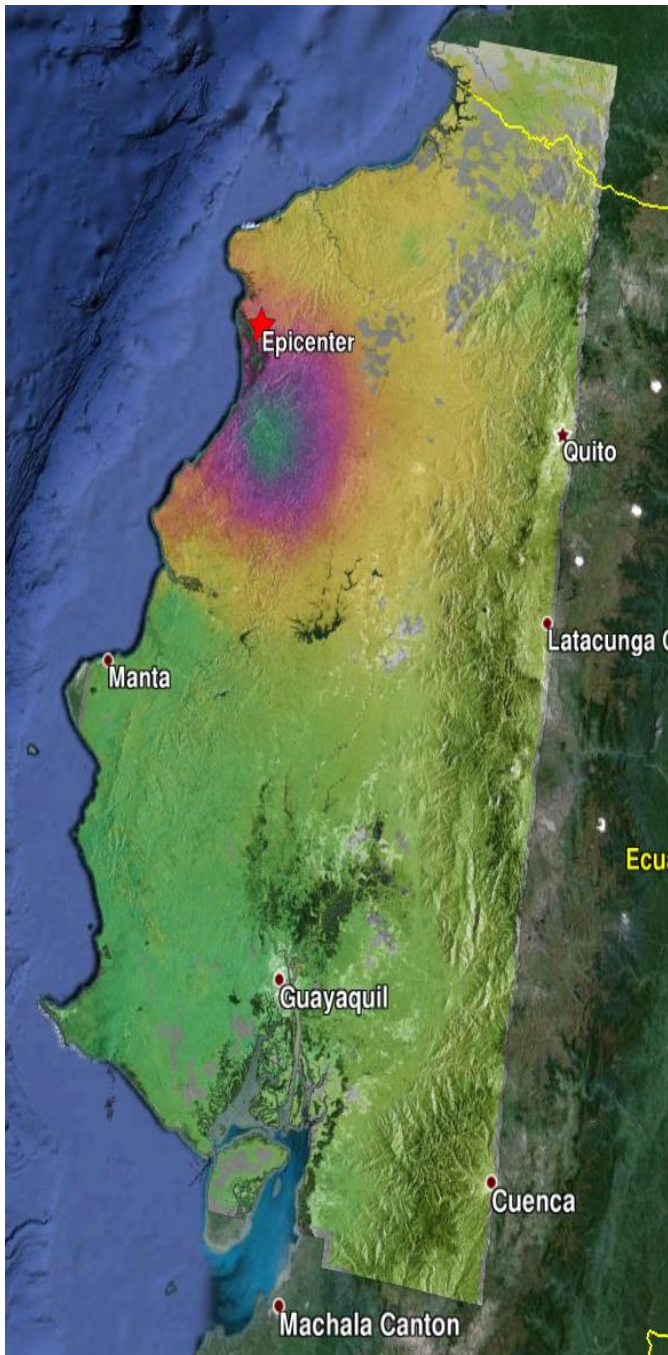 Epicenter
Quito
Latacunga C
Manta
Ecua
Guayaquil
Cuenca
Machala Canton